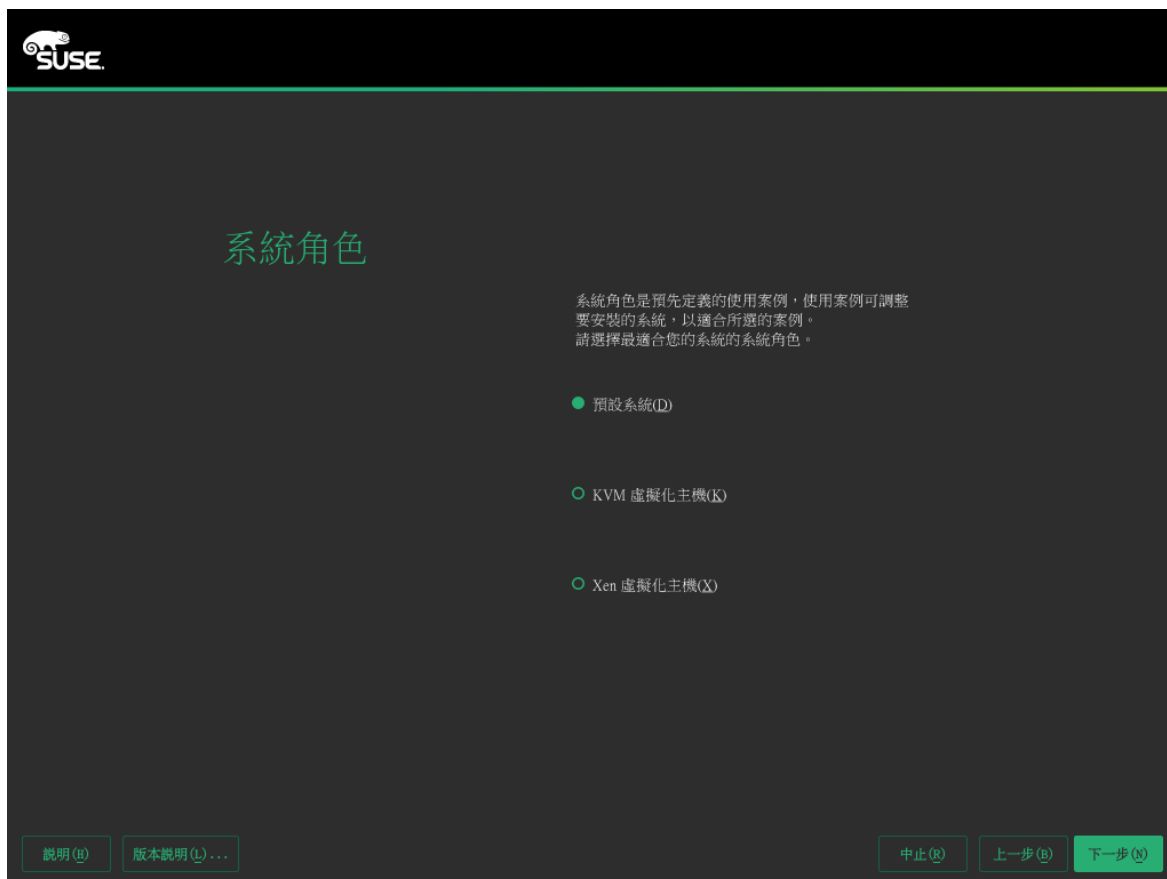 SUSE.
系統角色
系統角色是預先定義的使用案例，使用案例可調整
要安裝的系統，以適合所選的案例。
請選擇最適合您的系統的系統角色。
預設系統(D)
KVM 虛擬化主機(K)
Xen 虛擬化主機(X)
說明(H)
版本說明(L)...
中止(R)
上一步(B)
下一步(N)